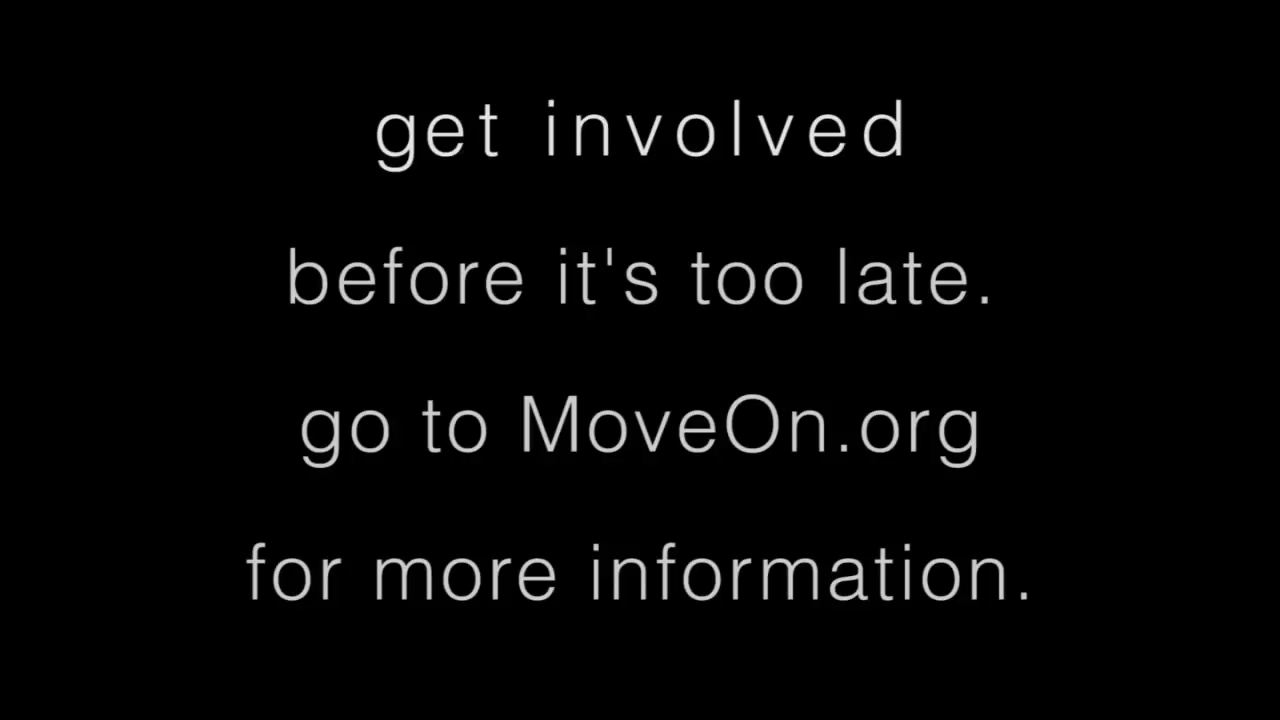 get involved
before it's too late.
go to MoveOn.org
for more information.